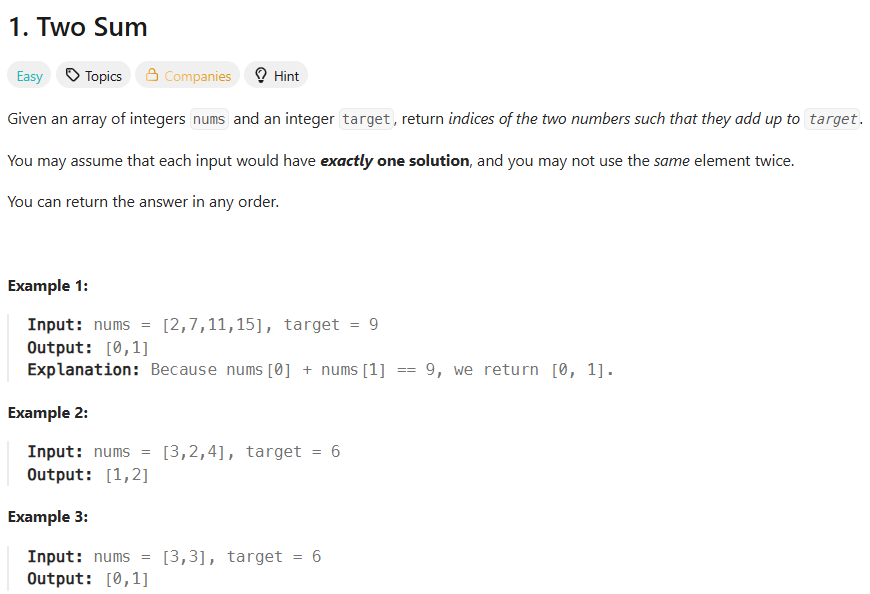 1. Two Sum
Easy Topics Companies Hint
Given an array of integers nums and an integer target, return indices of the two numbers such that they add up to target.
You may assume that each input would have exactly one solution, and you may not use the same element twice.
You can return the answer in any order.
Example 1:
Input: nums = [2,7,11,15], target = 9
Output: [0,1]
Explanation: Because nums[0] + nums[1] == 9, we return [0, 1].
Example 2:
Input: nums = [3,2,4], target = 6
Output: [1,2]
Example 3:
Input: nums = [3,3], target = 6
Output: [0,1]